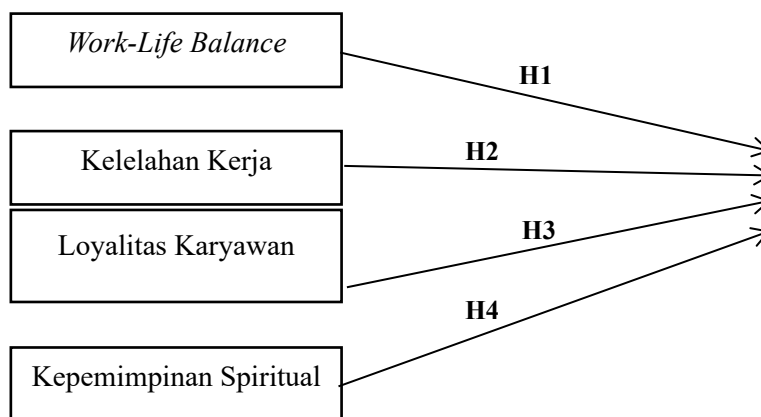 Work-Life Balance
H1
Kelelahan Kerja
H2
Loyalitas Karyawan
H3
H4
Kepemimpinan Spiritual